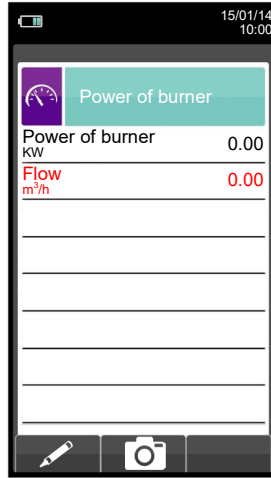 15/01/14
10:00
Power of burner
Power of burner 0.00
KW
Flow 0.00
m³/h